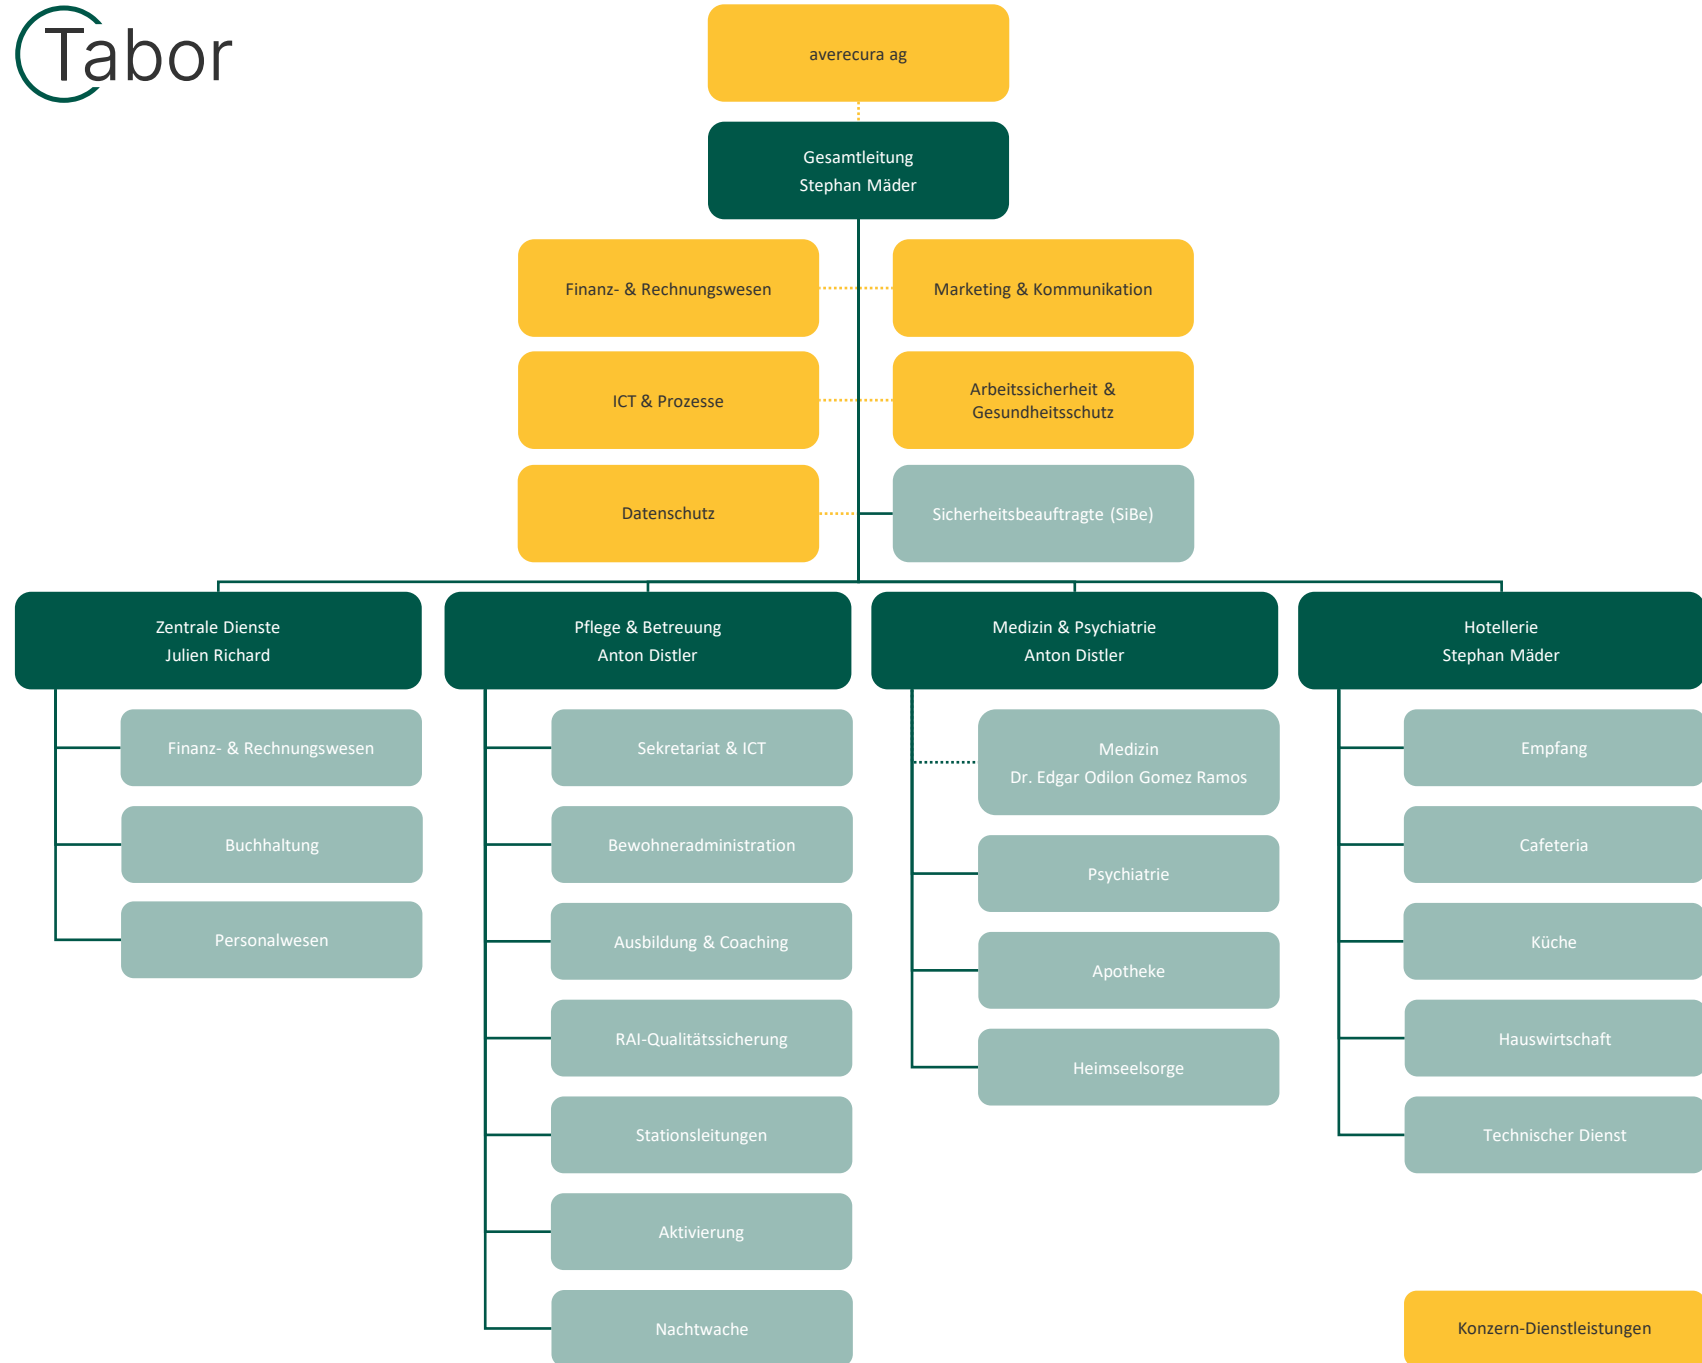 Tabor
averecura ag
Gesamtleitung
Stephan Mäder
Finanz- & Rechnungswesen
Marketing & Kommunikation
ICT & Prozesse
Arbeitssicherheit &
Gesundheitsschutz
Datenschutz
Sicherheitsbeauftragte (SiBe)
Zentrale Dienste
Julien Richard
Finanz- & Rechnungswesen
Buchhaltung
Personalwesen
Pflege & Betreuung
Anton Distler
Sekretariat & ICT
Bewohneradministration
Ausbildung & Coaching
RAI-Qualitätssicherung
Stationsleitungen
Aktivierung
Nachtwache
Medizin & Psychiatrie
Anton Distler
Medizin
Dr. Edgar Odilon Gomez Ramos
Psychiatrie
Apotheke
Heimseelsorge
Hotellerie
Stephan Mäder
Empfang
Cafeteria
Küche
Hauswirtschaft
Technischer Dienst
Konzern-Dienstleistungen